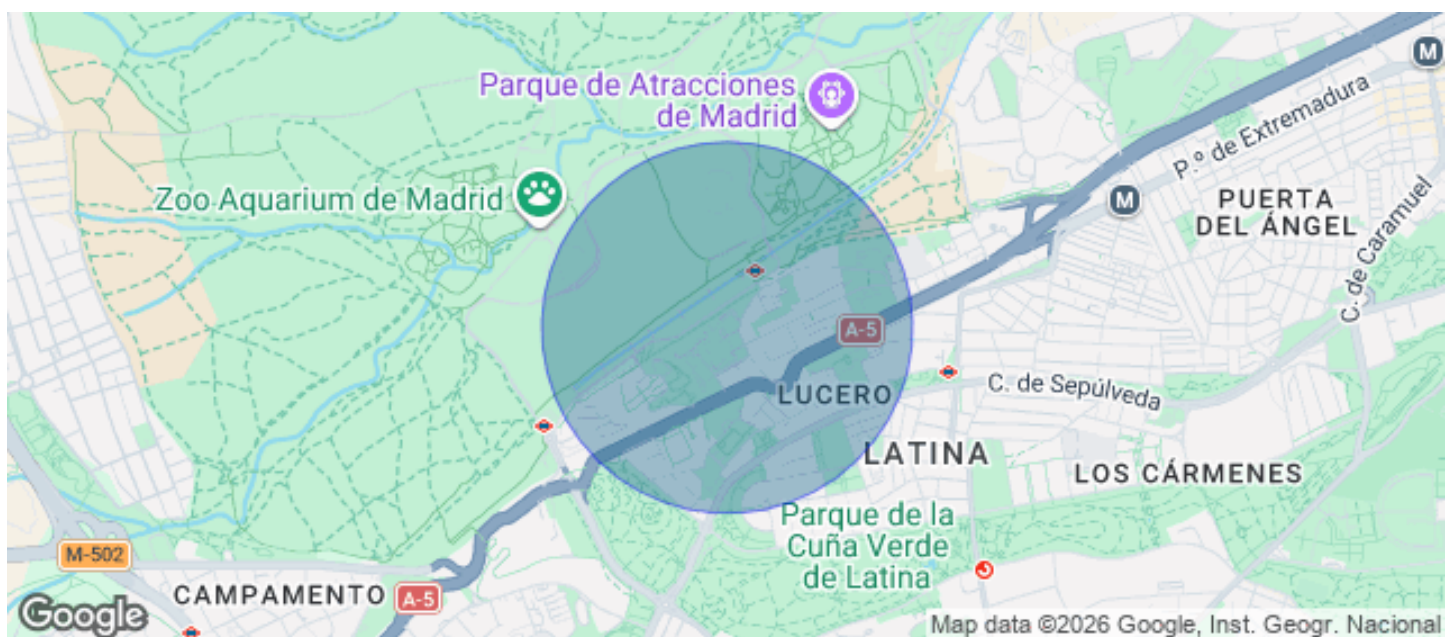 Parque de Atracciones
de Madrid
M
P.º de Extremadura
Zoo Aquarium de Madrid
M
PUERTA
DEL ÁNGEL
C. de Caramuel
A-5
C. de Sepúlveda
LUCERO
LATINA
LOS CÁRMENES
Parque de la
Cuña Verde
de Latina
M-502
CAMPAMENTO
A-5
Google
Map data ©2026 Google, Inst. Geogr. Nacional